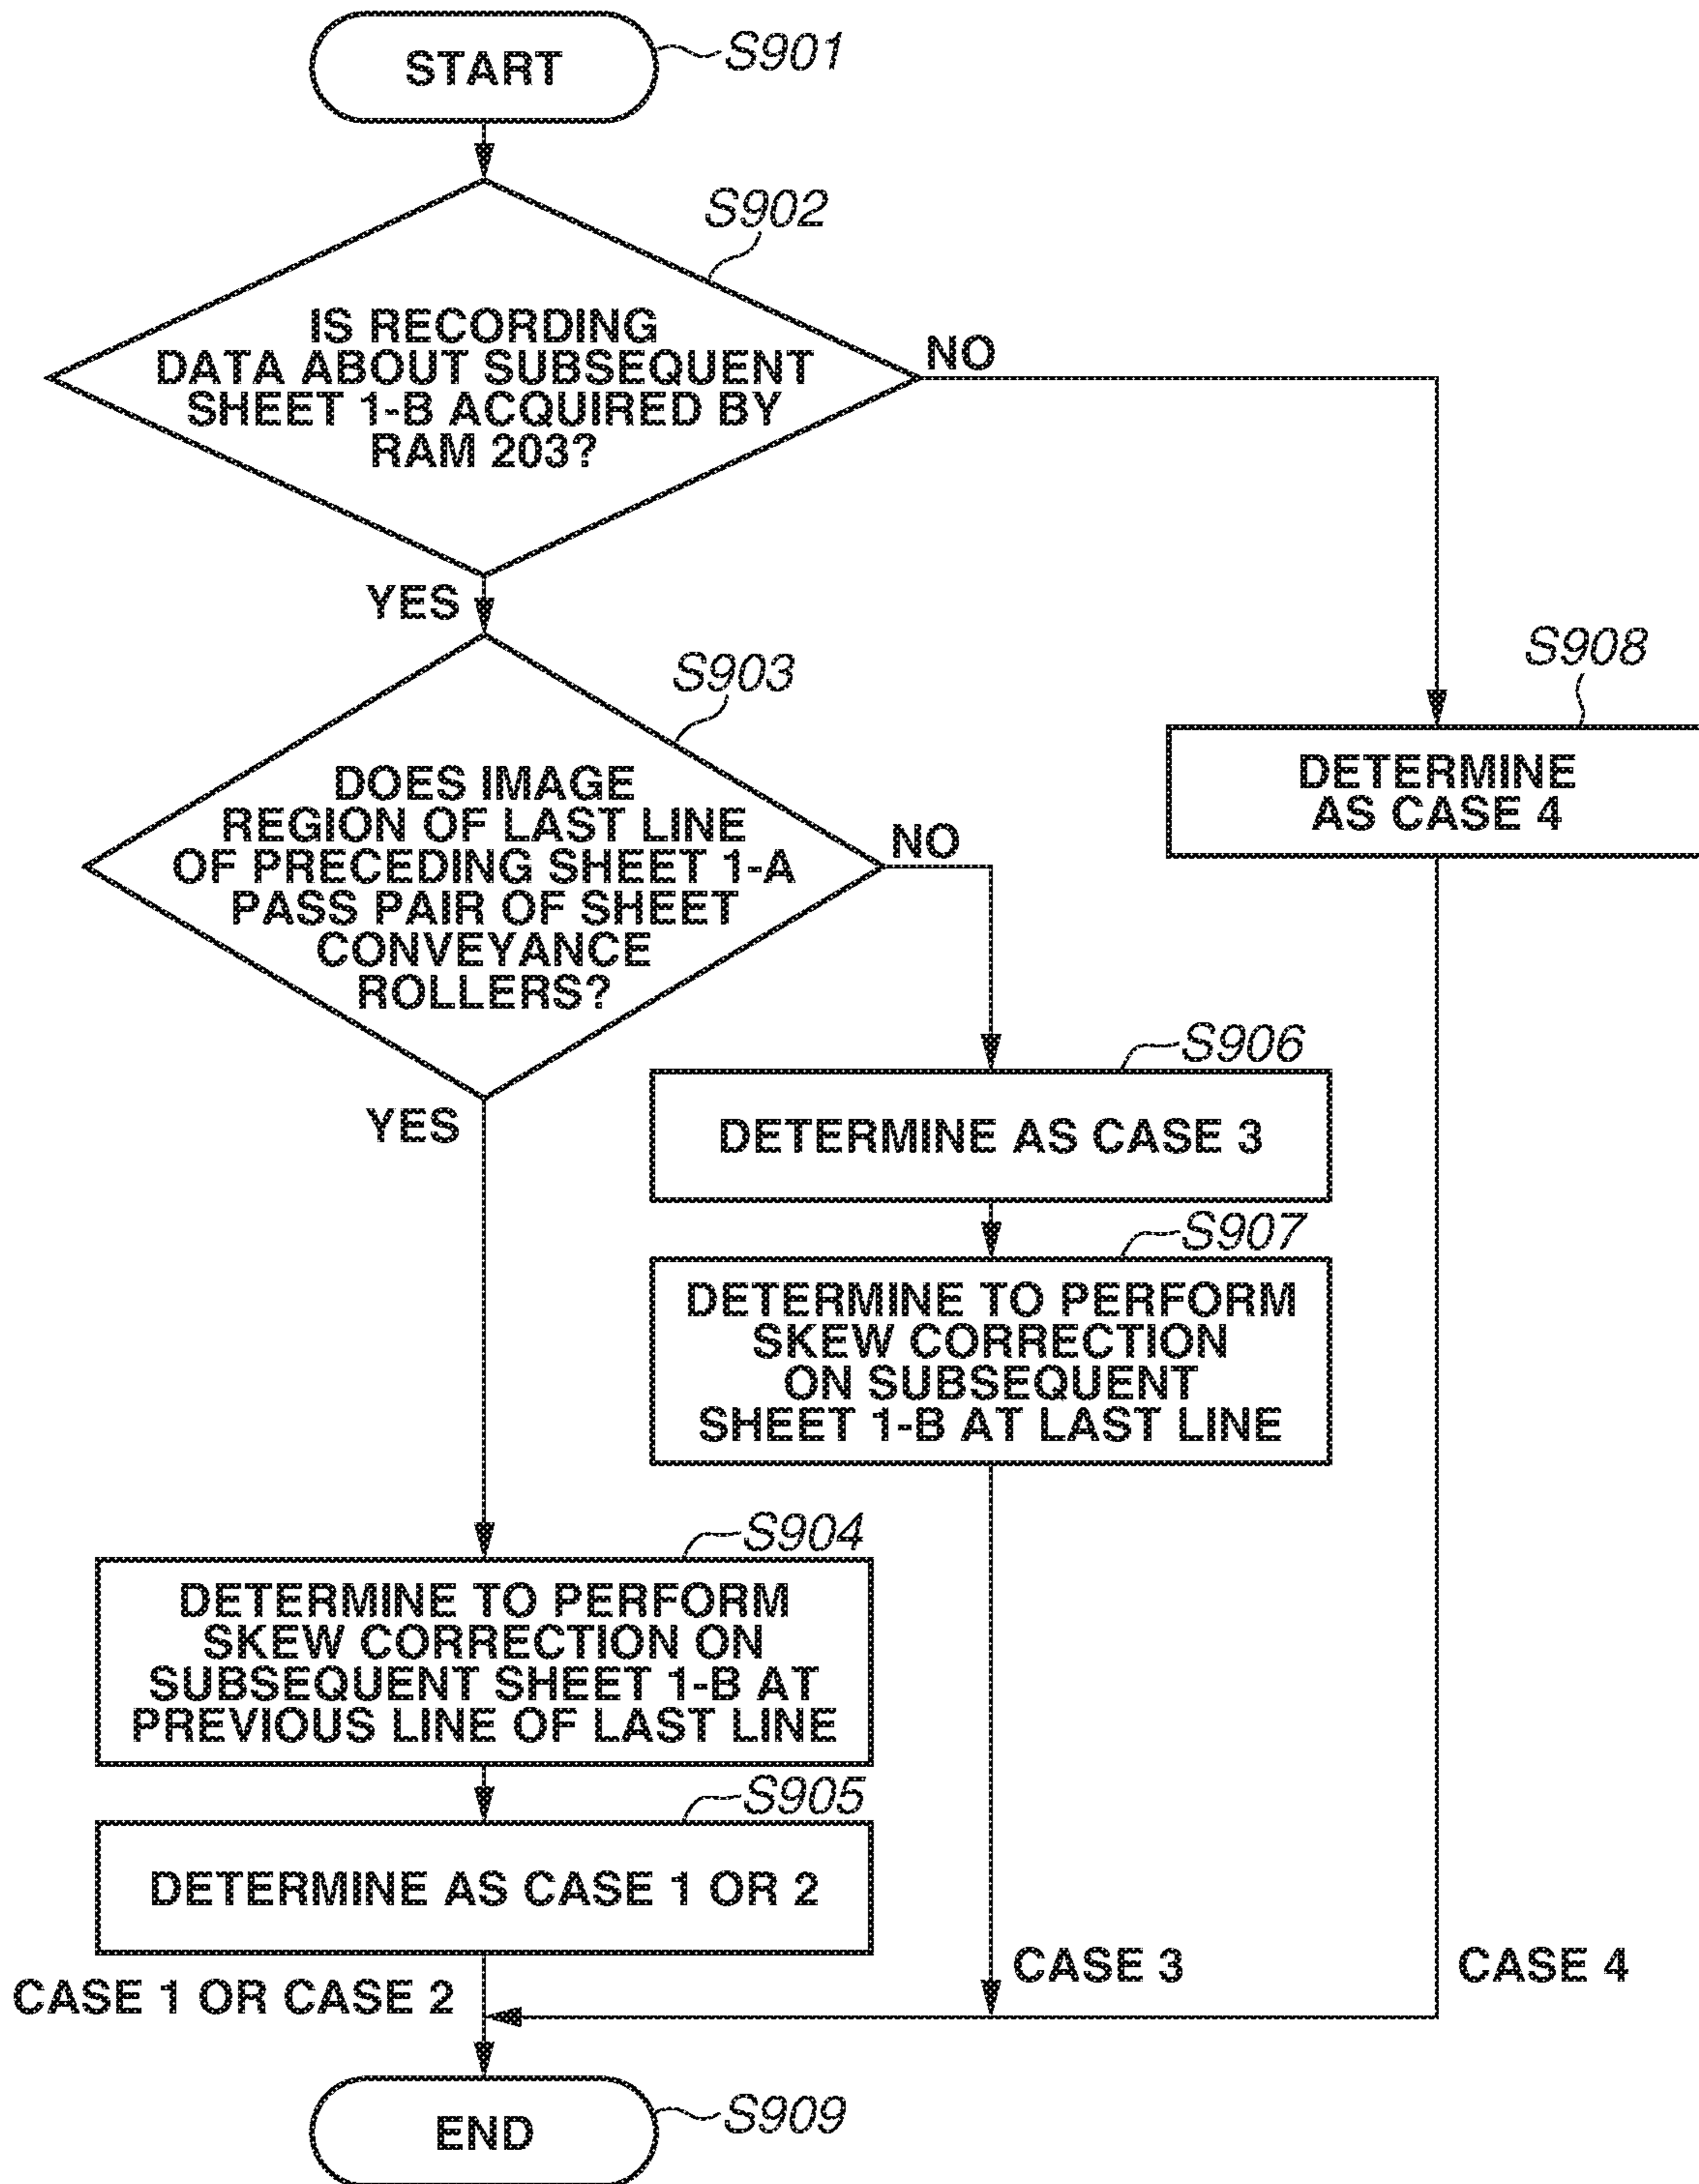 START
S901
S902
IS RECORDING
DATA ABOUT SUBSEQUENT
SHEET 1-B ACQUIRED BY
RAM 203?
NO
YES
S903
DOES IMAGE
REGION OF LAST LINE
OF PRECEDING SHEET 1-A
PASS PAIR OF SHEET
CONVEYANCE
ROLLERS?
NO
YES
S908
DETERMINE
AS CASE 4
S906
DETERMINE AS CASE 3
S907
DETERMINE TO PERFORM
SKEW CORRECTION
ON SUBSEQUENT
SHEET 1-B AT LAST LINE
S904
DETERMINE TO PERFORM
SKEW CORRECTION ON
SUBSEQUENT SHEET 1-B AT
PREVIOUS LINE OF LAST LINE
S905
DETERMINE AS CASE 1 OR 2
CASE 1 OR CASE 2
CASE 3
CASE 4
END
S909